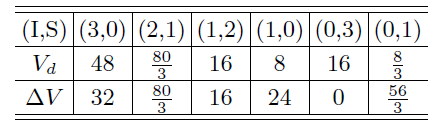 (I,S) (3,0) (2,1) (1,2) (1,0) (0,3) (0,1)
V_d 48 80/3 16 8 16 8/3
ΔV 32 80/3 16 24 0 56/3